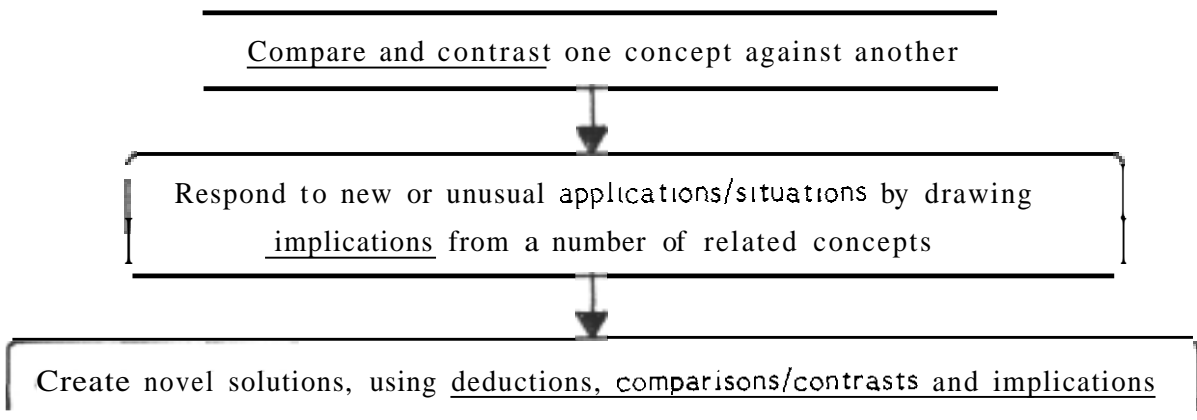 Compare and contrast one concept against another
Respond to new or unusual applications/situations by drawing
implications from a number of related concepts
Create novel solutions, using deductions, comparisons/contrasts and implications